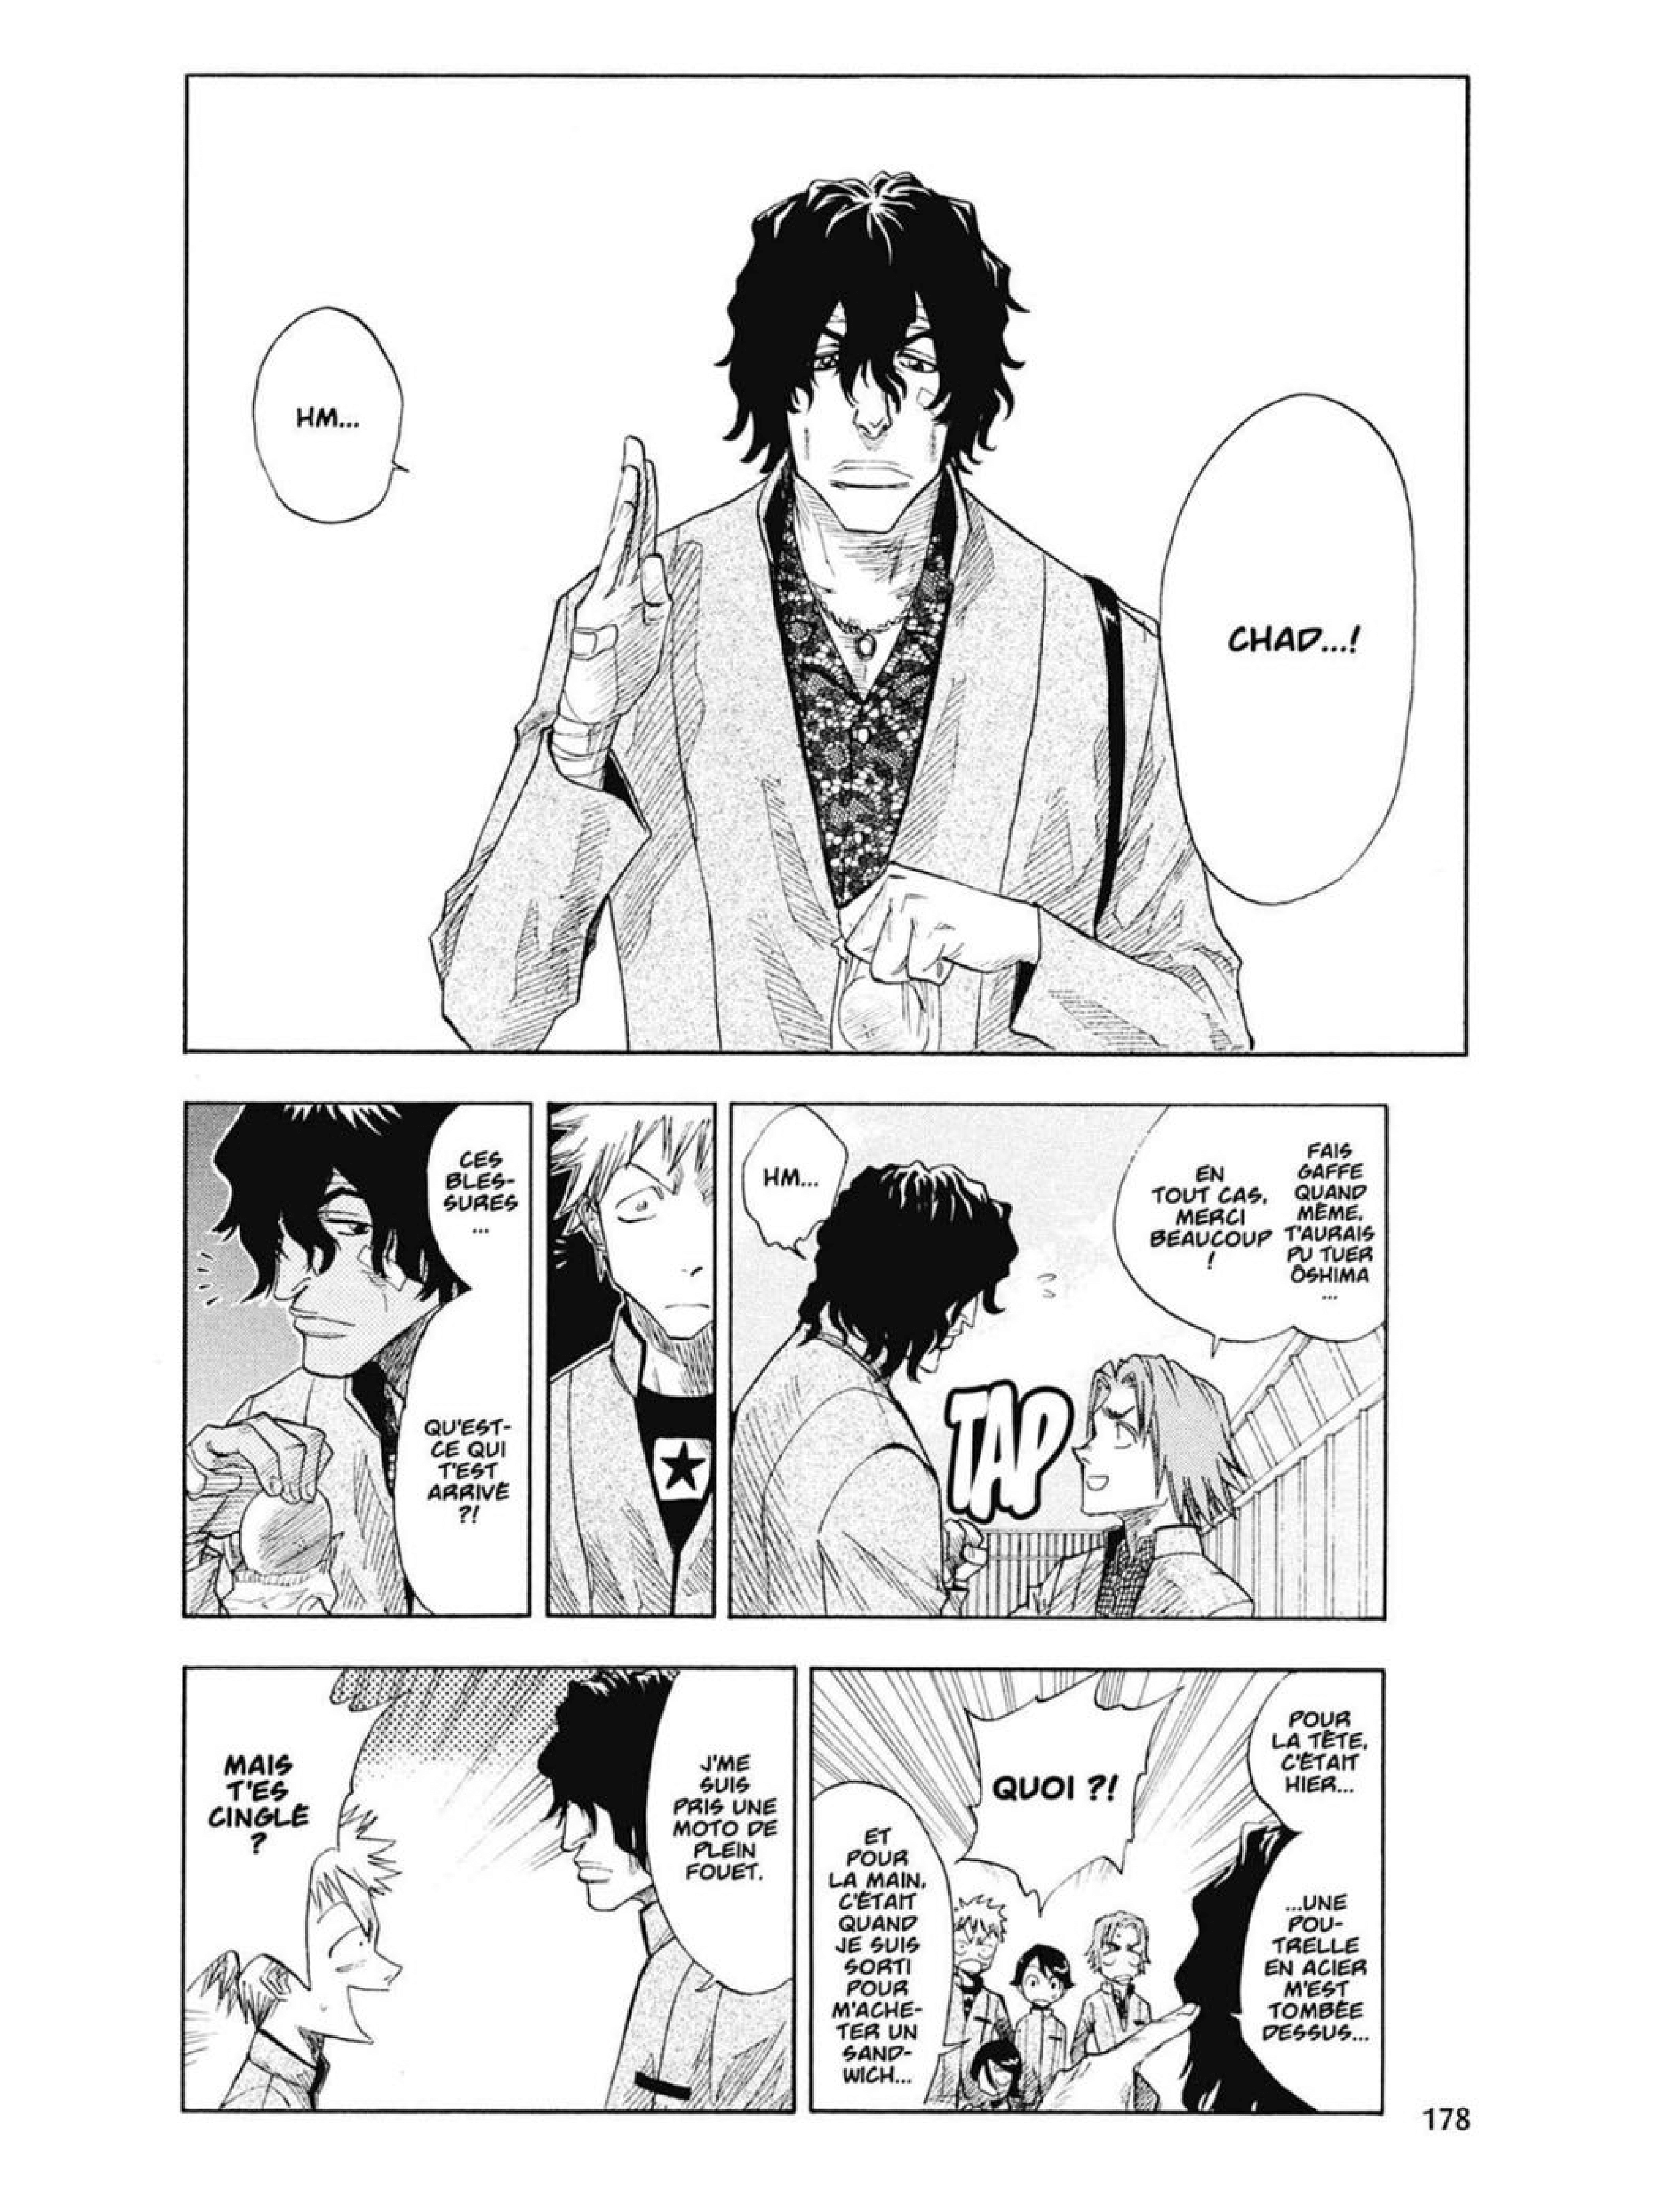 CHAD...!
HM...
FAIS
GAFFE
QUAND
MÊME,
T'AURAIS
PU TUER
ÔSHIMA
...
EN
TOUT CAS,
MERCI
BEAUCOUP
!
HM...
TAP
CES
BLES-
SURES
...
QU'EST-
CE QUI
T'EST
ARRIVÉ
?!
POUR
LA TÊTE,
C'ÉTAIT
HIER...
...UNE
POU-
TRELLE
EN ACIER
M'EST
TOMBÉE
DESSUS...
QUOI ?!
ET
POUR
LA MAIN,
C'ÉTAIT
QUAND
JE SUIS
SORTI
POUR
M'ACHE-
TER UN
SAND-
WICH...
J'ME
SUIS
PRIS UNE
MOTO DE
PLEIN
FOUET.
MAIS
T'ES
CINGLÉ
?
178